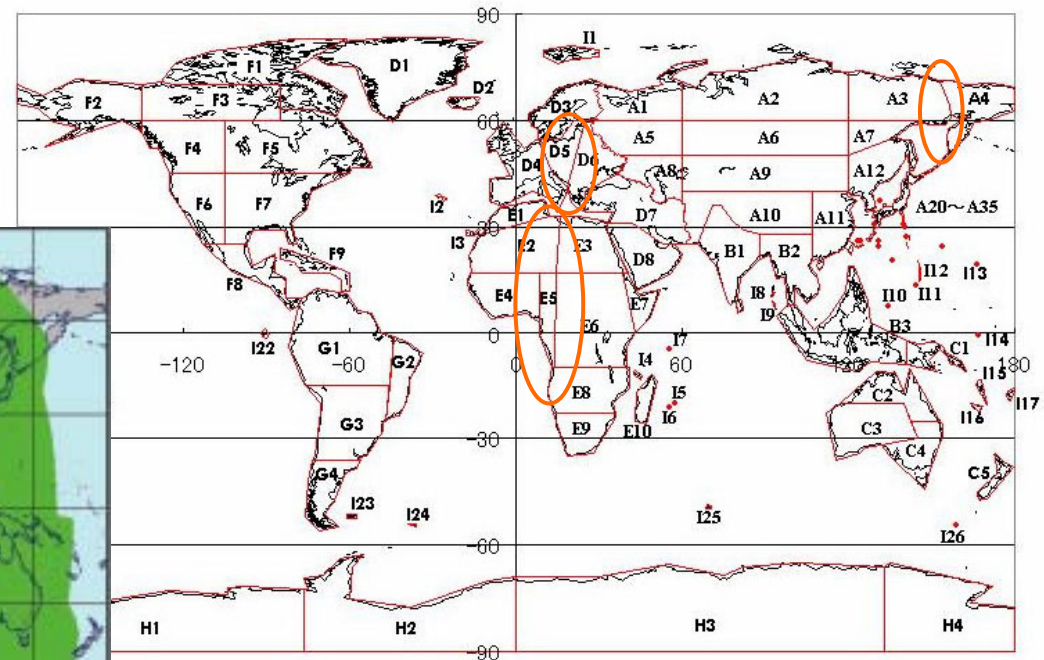 90
I1
F1 D1 D2
F2 F3 D3 A1 A2 A3 A4
60
F4 F5 D4 D5 D6 A5 A6 A7
A8 A9 A12
F6 F7 I2 E1 D7 A10 A11 A20～A35
30
I3 E2 E3 D8 B1 B2
F9 I12 I13
F8 E4 E5 E7 I8 I10 I11
I9
0
I22 G1 E6 I7 B3 I14
-120 -60 60 120 180
G2 I4 C1
I15
E8 I5 C2 I17
I6 I16
G3 E9 E10 C3
-30
C4
G4 C5
I23
I24 I25
I26
-60
H1 H2 H3 H4
-90